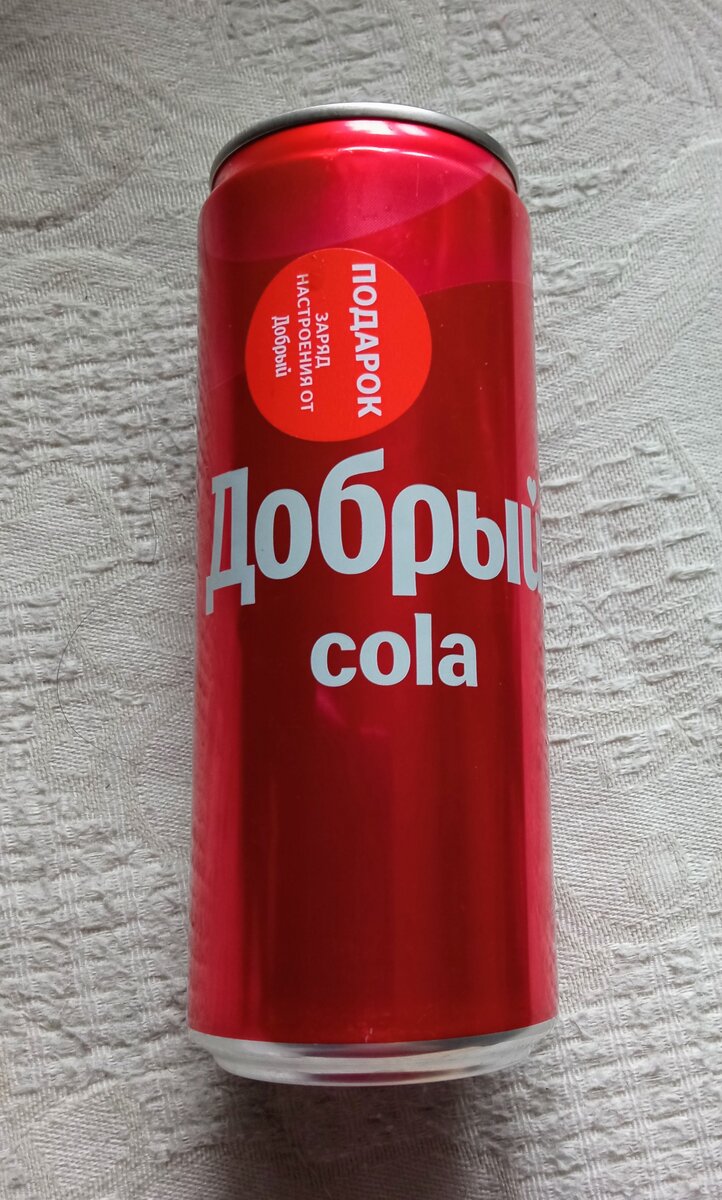 ПОДАРОК
ЗАРЯД
НАСТРОЕНИЯ ОТ
Добрый
Добрый
cola